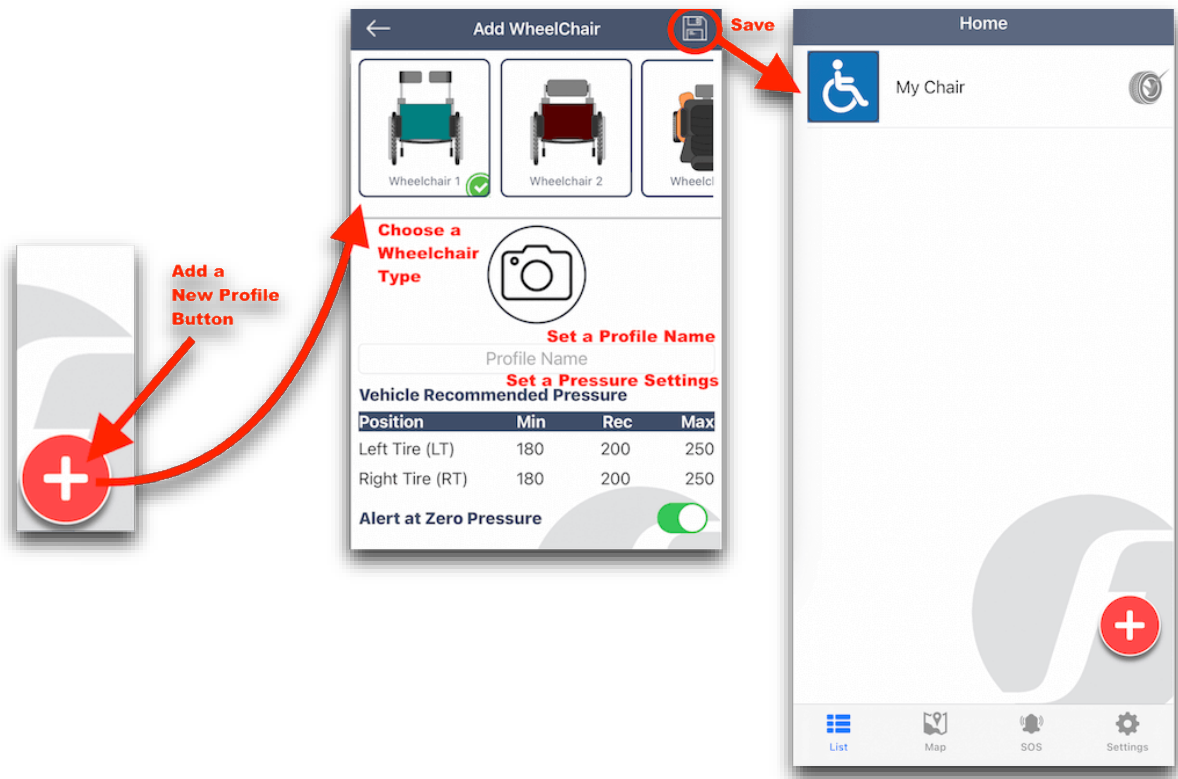 Add a
New Profile
Button
Add WheelChair
Save
Wheelchair 1
Wheelchair 2
Wheelcl
Choose a
Wheelchair
Type
Set a Profile Name
Profile Name
Set a Pressure Settings
Vehicle Recommended Pressure
Position Min Rec Max
Left Tire (LT) 180 200 250
Right Tire (RT) 180 200 250
Alert at Zero Pressure
Home
My Chair
List Map SOS Settings